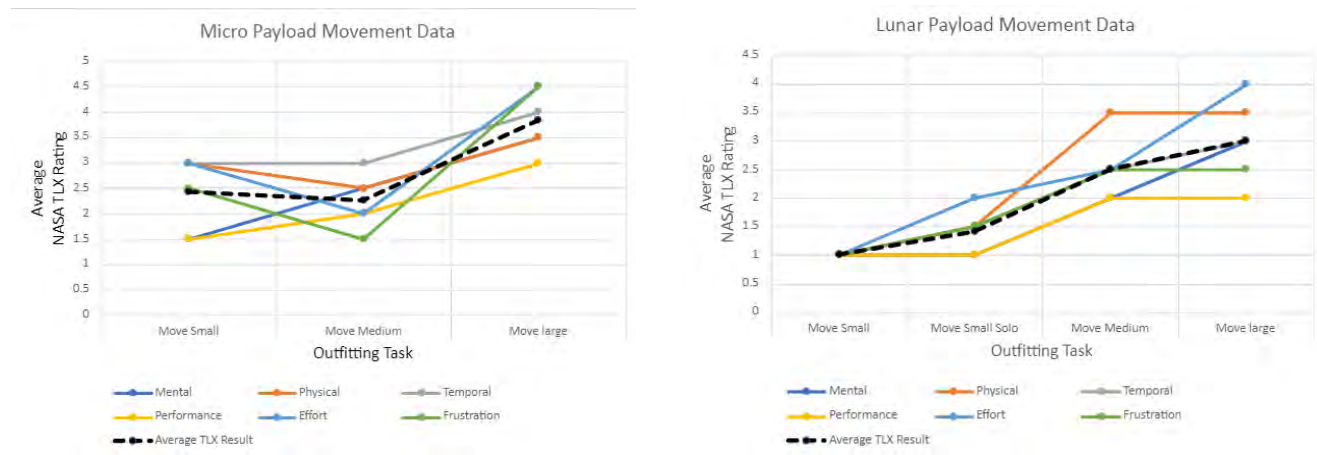 Micro Payload Movement Data
5
4.5
4
3.5
3
2.5
2
1.5
1
0.5
0
Average
NASA TLX Rating
Move Small
Move Medium
Move large
Outfitting Task
Mental
Physical
Temporal
Performance
Effort
Frustration
Average TLX Result
Lunar Payload Movement Data
4.5
4
3.5
3
2.5
2
1.5
1
0.5
0
Average
NASA TLX Rating
Move Small
Move Small Solo
Move Medium
Move large
Outfitting Task
Mental
Physical
Temporal
Performance
Effort
Frustration
Average TLX Result